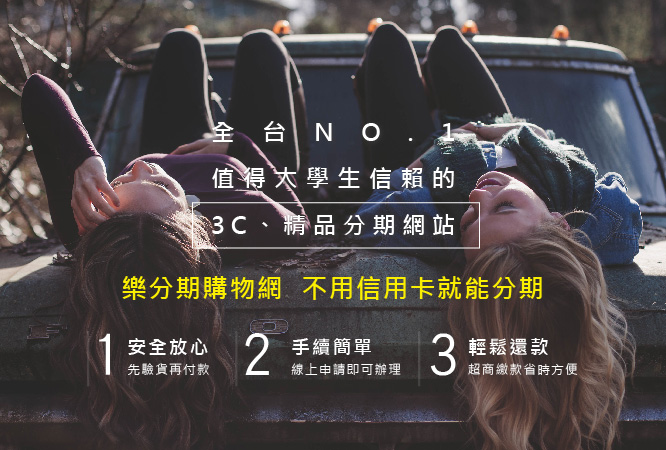 全台NO.1
值得大學生信賴的
3C、精品分期網站
樂分期購物網 不用信用卡就能分期
1 安全放心
先驗貨再付款
2 手續簡單
線上申請即可辦理
3 輕鬆還款
超商繳款省時方便